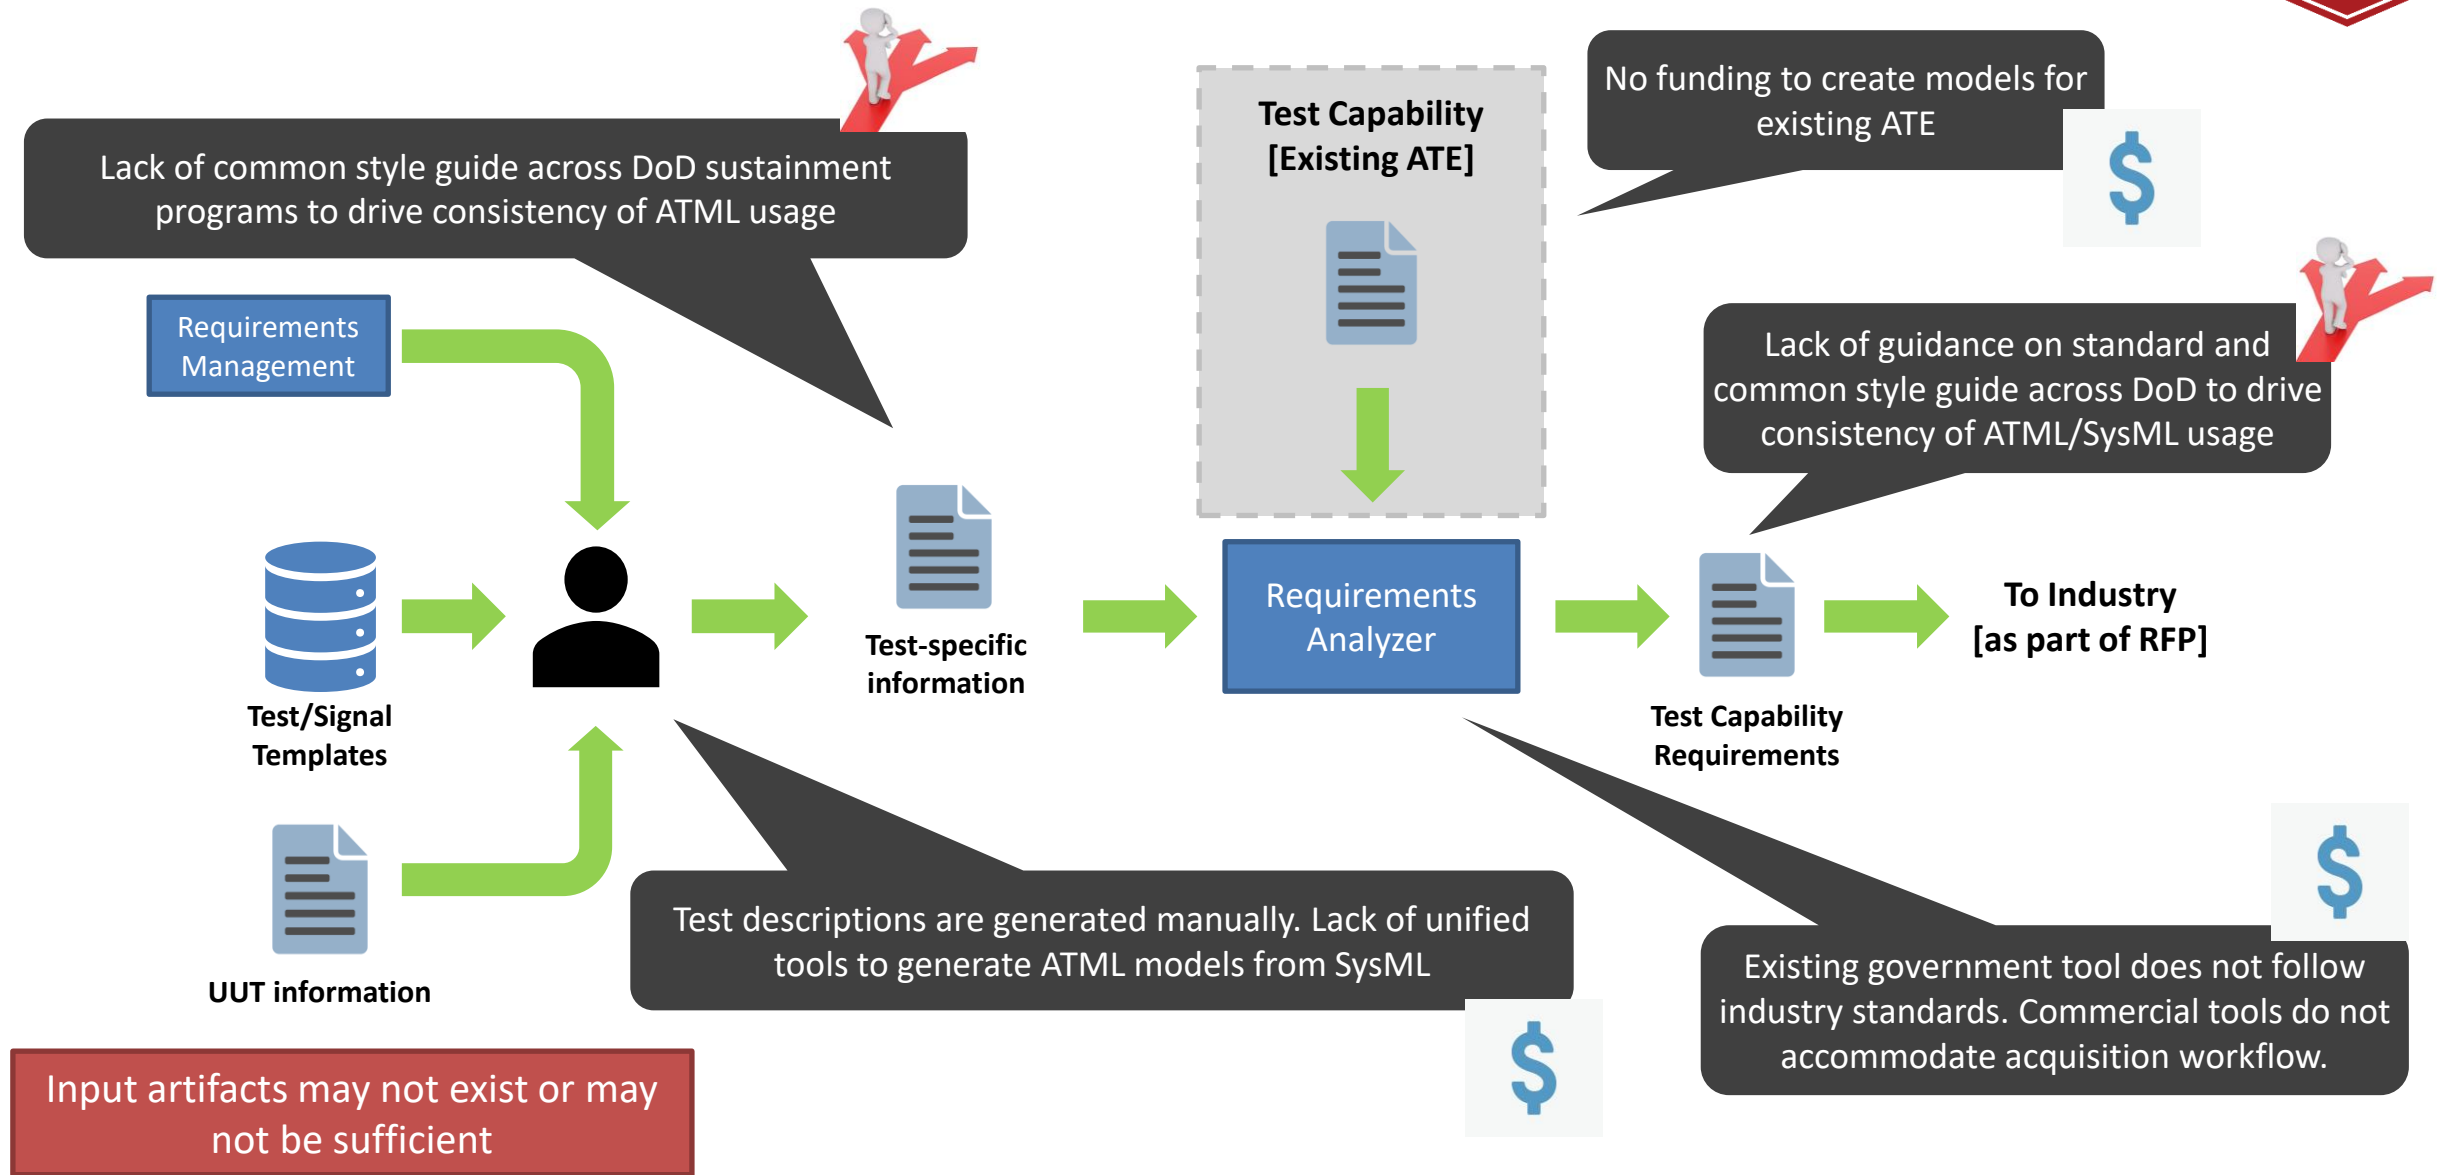 No funding to create models for
existing ATE
Test Capability
[Existing ATE]
Lack of common style guide across DoD sustainment
programs to drive consistency of ATML usage
Requirements
Management
Lack of guidance on standard and
common style guide across DoD to drive
consistency of ATML/SysML usage
Requirements
Analyzer
To Industry
[as part of RFP]
Test-specific
information
Test/Signal
Templates
Test Capability
Requirements
Test descriptions are generated manually. Lack of unified
tools to generate ATML models from SysML
Existing government tool does not follow
industry standards. Commercial tools do not
accommodate acquisition workflow.
UUT information
Input artifacts may not exist or may
not be sufficient
$
$
$